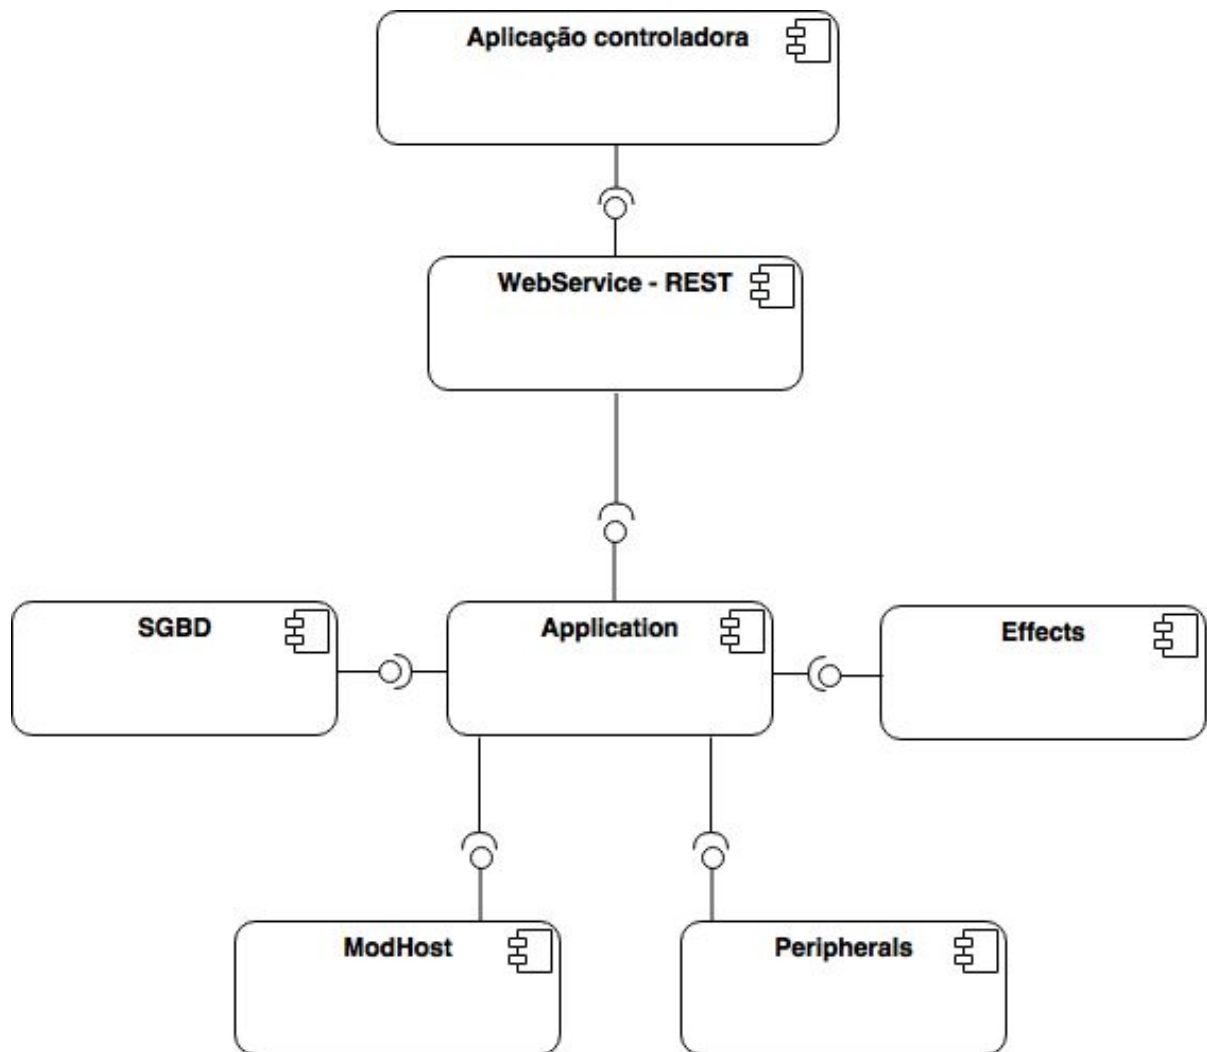 Aplicação controladora
WebService - REST
SGBD
Application
Effects
ModHost
Peripherals